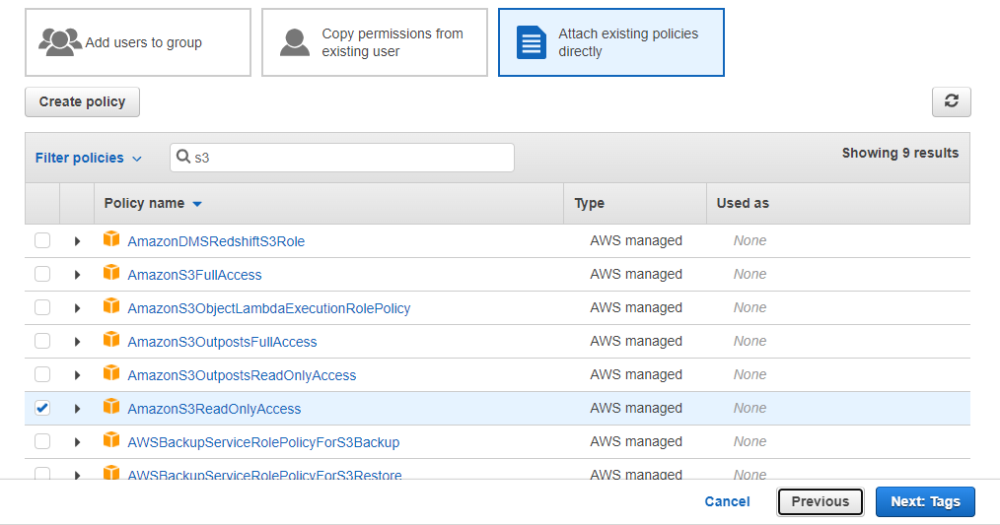 Add users to group
Copy permissions from
existing user
Attach existing policies
directly
Create policy
Filter policies
s3
Showing 9 results
Policy name Type Used as
AmazonDMSRedshiftS3Role AWS managed None
AmazonS3FullAccess AWS managed None
AmazonS3ObjectLambdaExecutionRolePolicy AWS managed None
AmazonS3OutpostsFullAccess AWS managed None
AmazonS3OutpostsReadOnlyAccess AWS managed None
AmazonS3ReadOnlyAccess AWS managed None
AWSBackupServiceRolePolicyForS3Backup AWS managed None
AWSBackupServiceRolePolicyForS3Restore AWS managed None
Cancel Previous Next: Tags